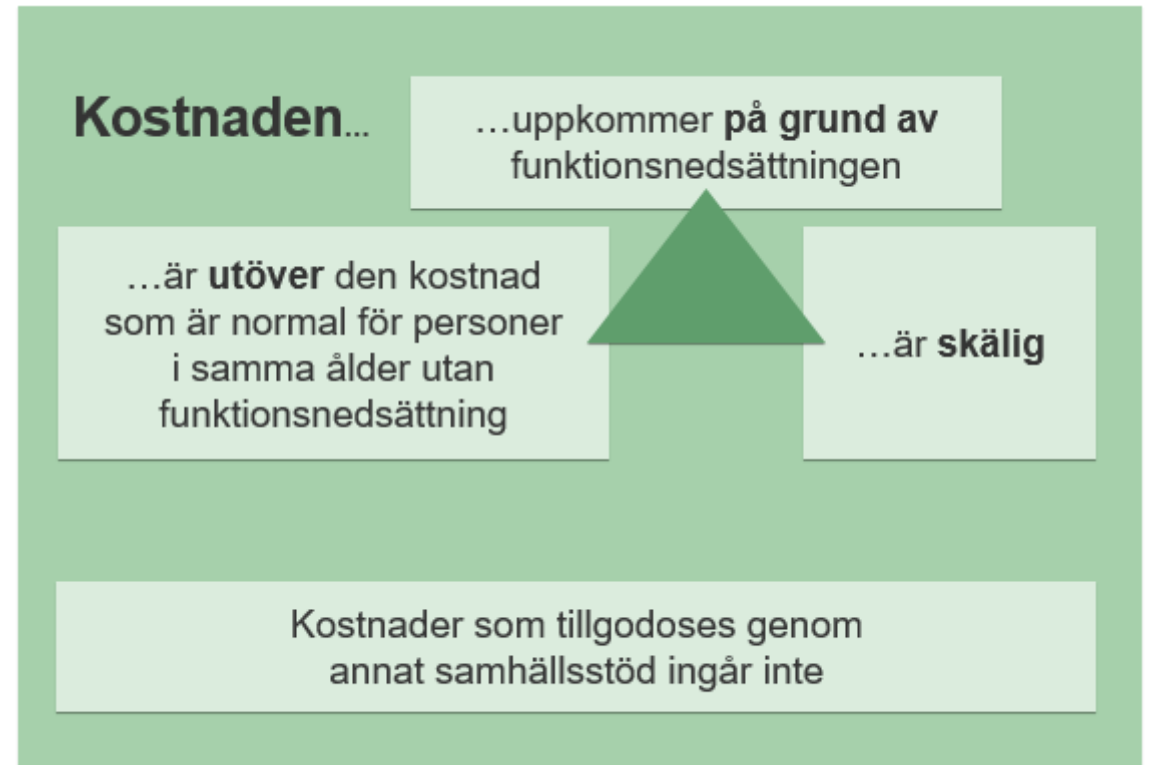 Kostnaden...
…uppkommer på grund av
funktionsnedsättningen
…är utöver den kostnad
som är normal för personer
i samma ålder utan
funktionsnedsättning
…är skälig
Kostnader som tillgodoses genom
annat samhällsstöd ingår inte